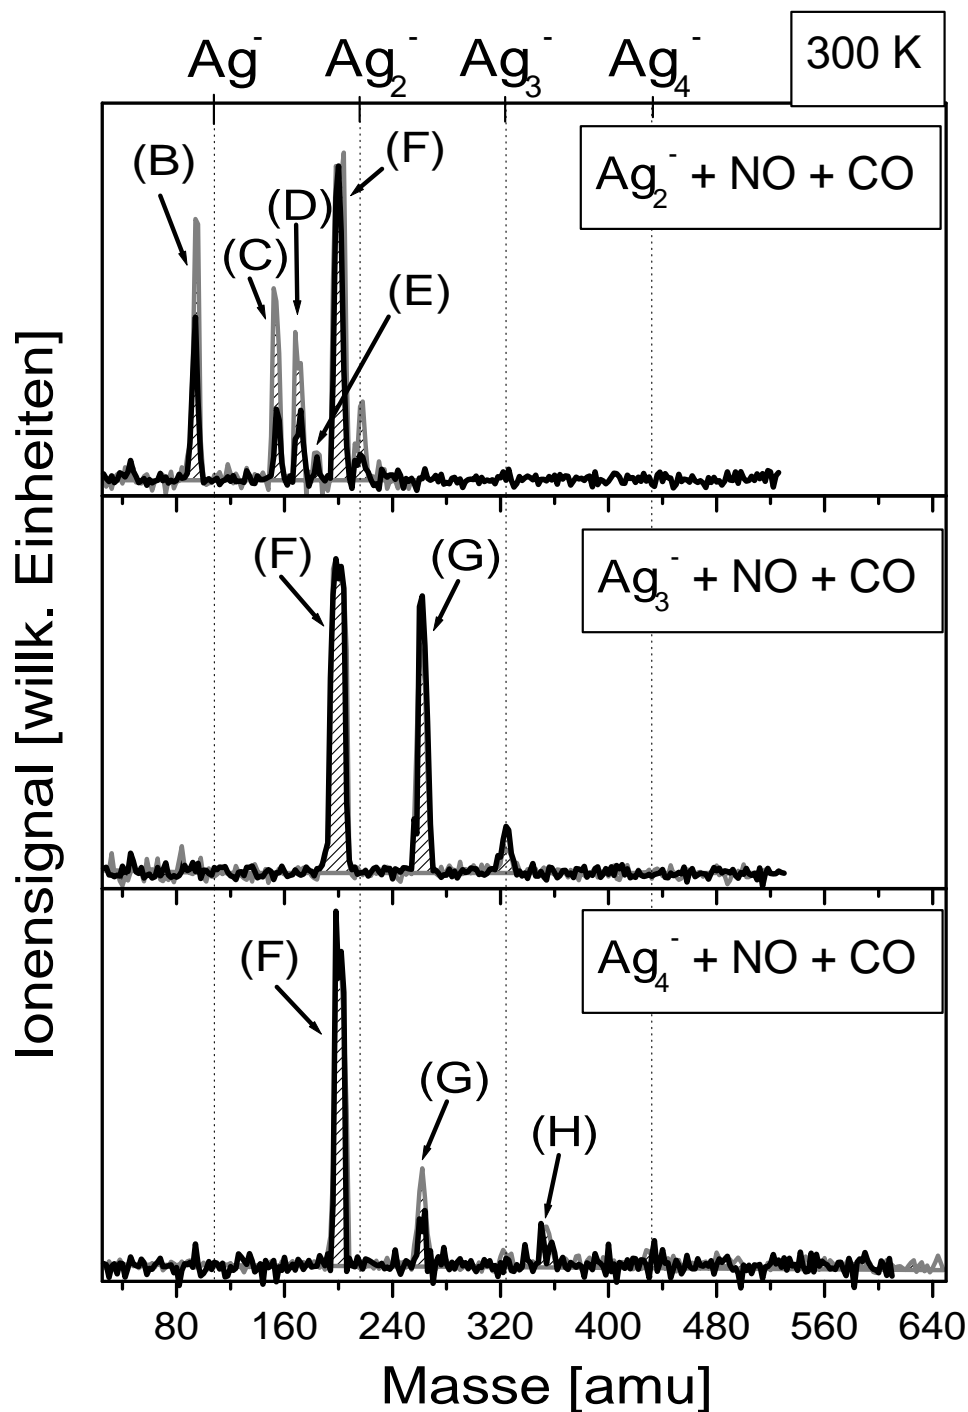 Ag⁻ Ag₂⁻ Ag₃⁻ Ag₄⁻ 300 K
Ag₂⁻ + NO + CO
(B) (C) (D) (F) (E)
Ag₃⁻ + NO + CO
(F) (G)
Ag₄⁻ + NO + CO
(F) (G) (H)
Ionensignal [willk. Einheiten]
80 160 240 320 400 480 560 640
Masse [amu]